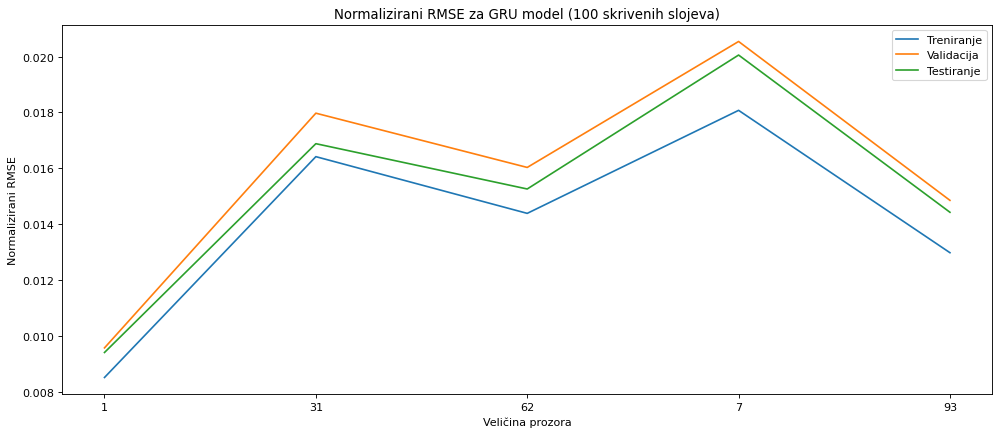 Normalizirani RMSE za GRU model (100 skrivenih slojeva)
Treniranje
Validacija
Testiranje
Normalizirani RMSE
0.020
0.018
0.016
0.014
0.012
0.010
0.008
1 31 62 7 93
Veličina prozora